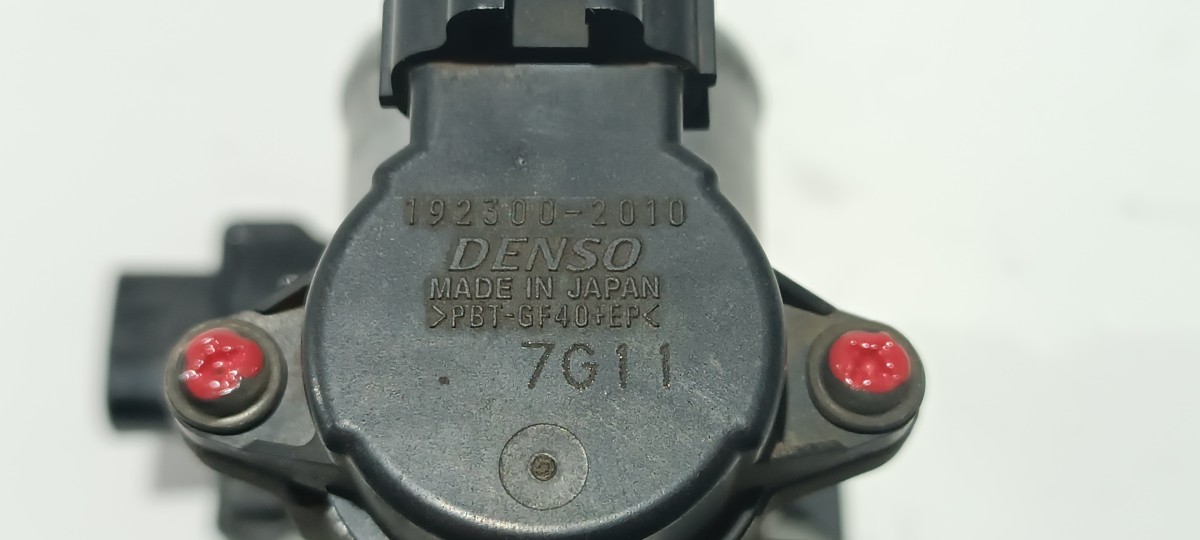 192300-2010
DENSO
MADE IN JAPAN
>PBT-GF40+EP<
7G11